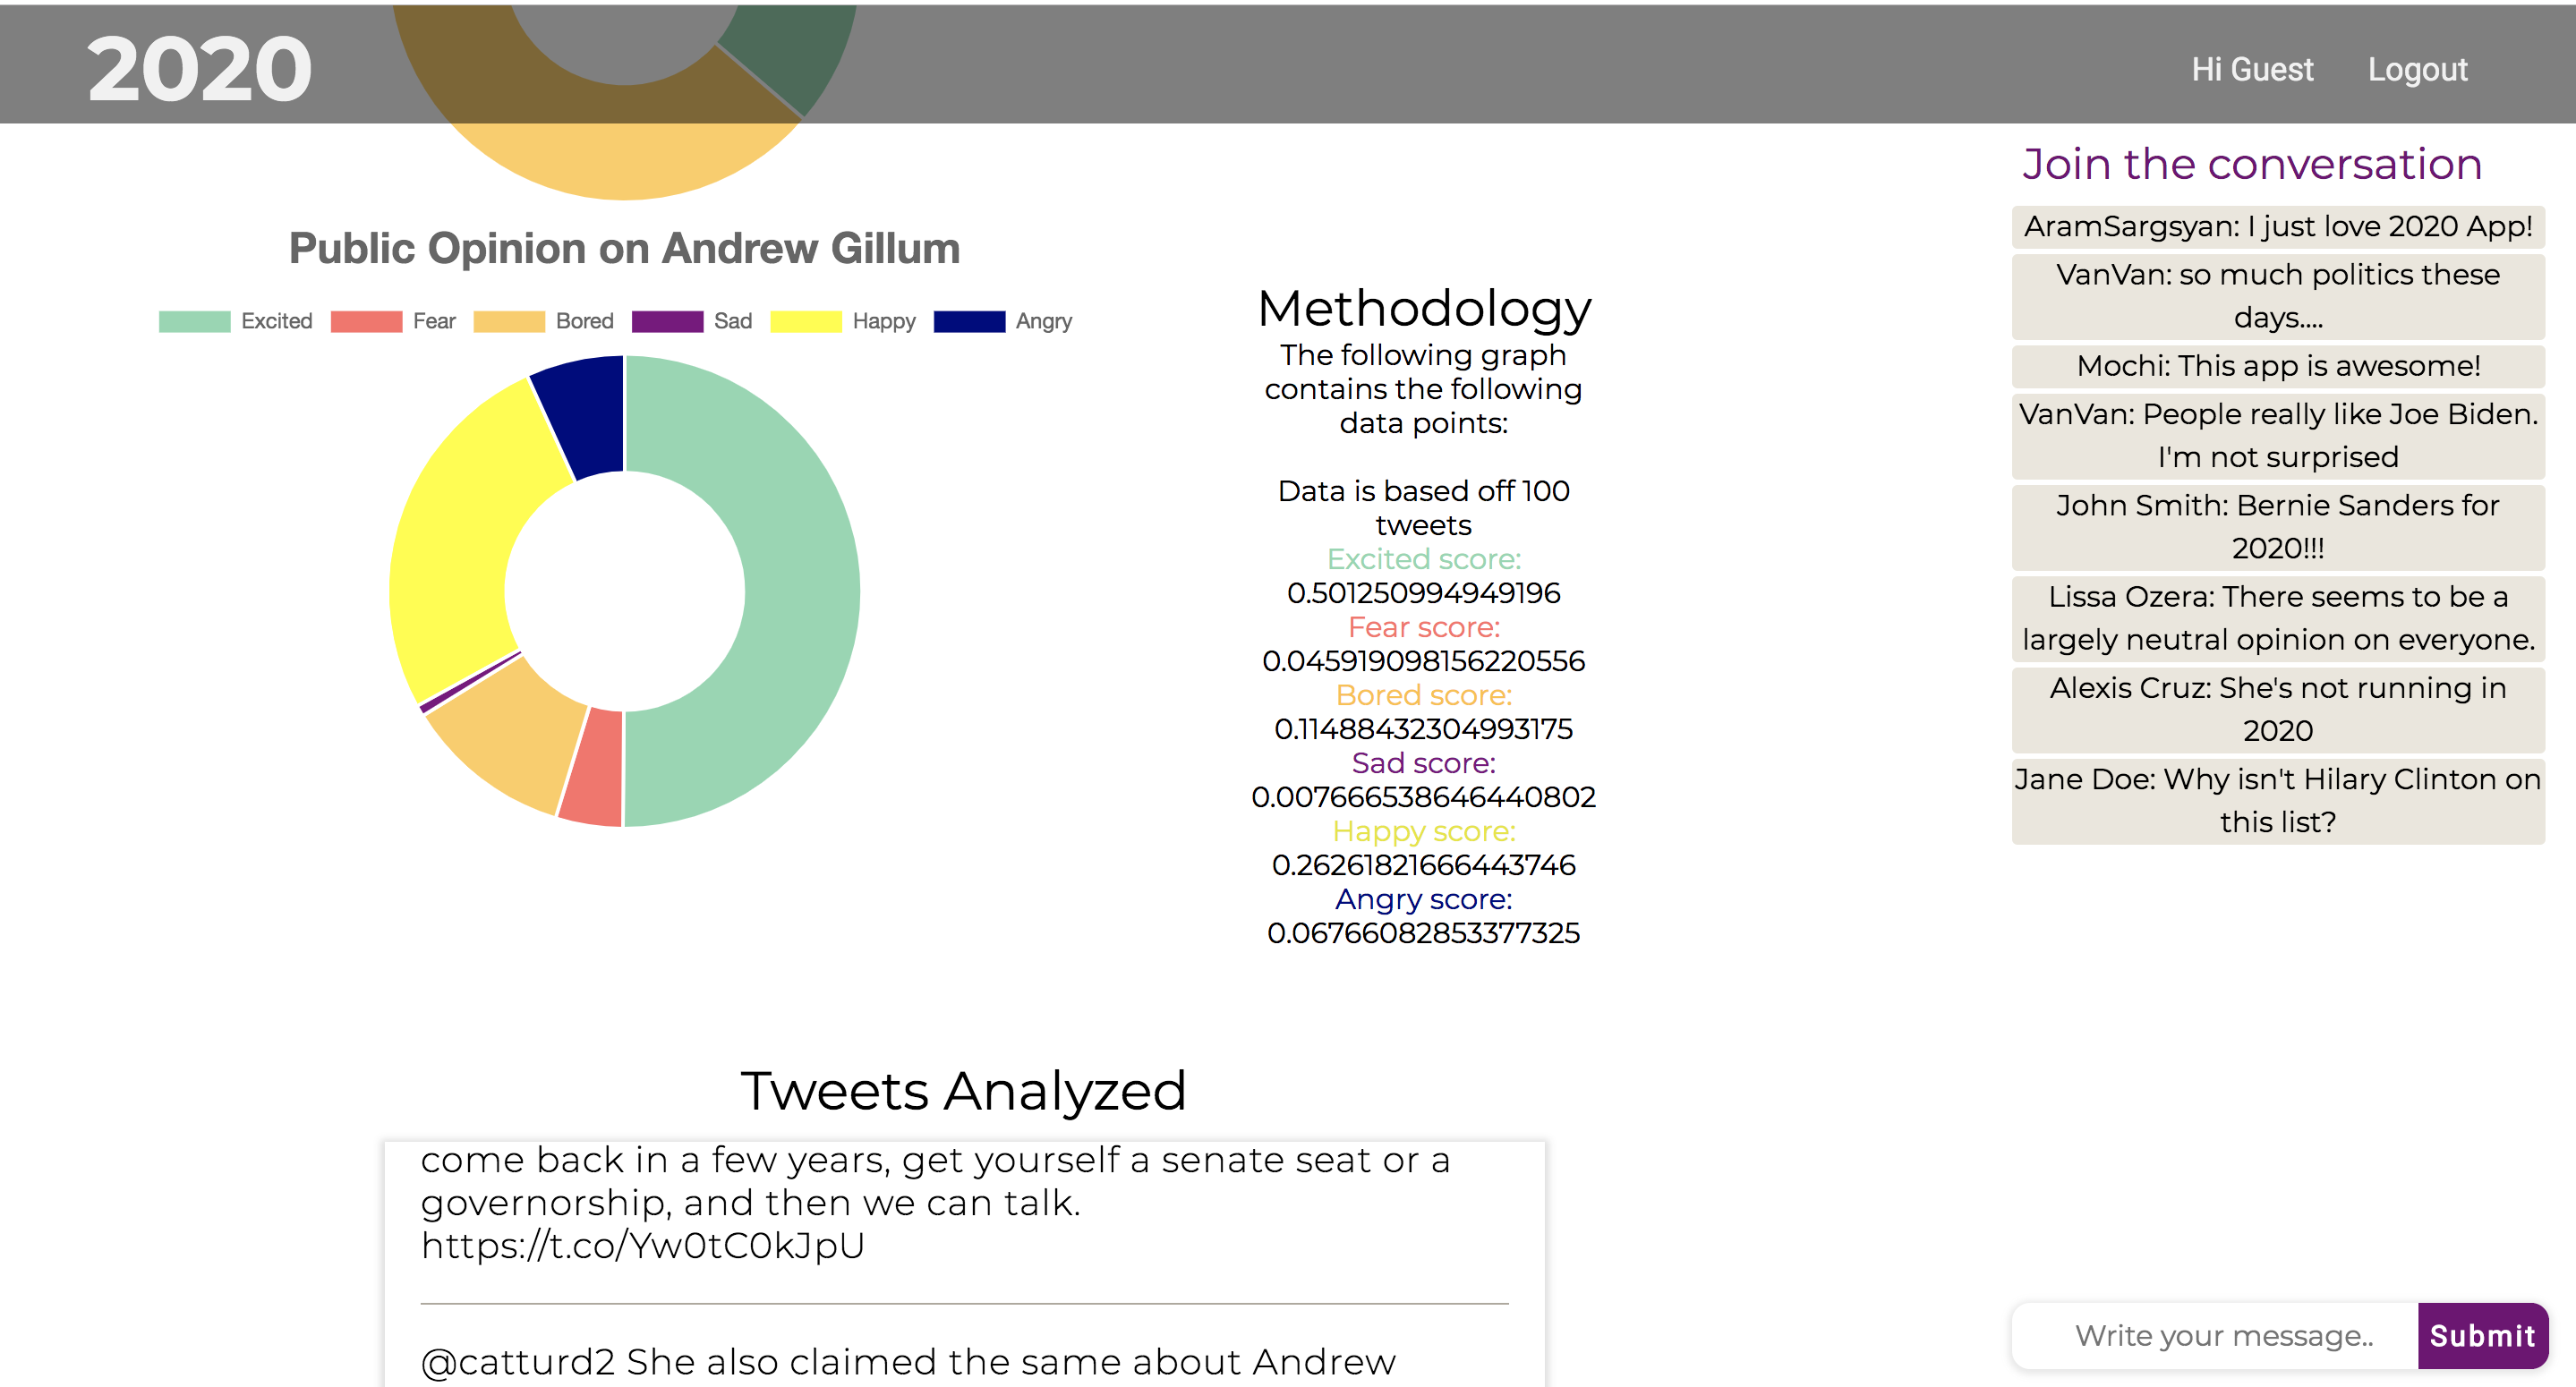 2020
Hi Guest
Logout
Public Opinion on Andrew Gillum
Excited
Fear
Bored
Sad
Happy
Angry
Methodology
The following graph
contains the following
data points:
Data is based off 100
tweets
Excited score:
0.501250994949196
Fear score:
0.045919098156220556
Bored score:
0.11488432304993175
Sad score:
0.007666538646440802
Happy score:
0.26261821666443746
Angry score:
0.06766082853377325
Tweets Analyzed
come back in a few years, get yourself a senate seat or a
governorship, and then we can talk.
https://t.co/Yw0tC0kJpU
@catturd2 She also claimed the same about Andrew
Join the conversation
AramSargsyan: I just love 2020 App!
VanVan: so much politics these
days....
Mochi: This app is awesome!
VanVan: People really like Joe Biden.
I'm not surprised
John Smith: Bernie Sanders for
2020!!!
Lissa Ozera: There seems to be a
largely neutral opinion on everyone.
Alexis Cruz: She's not running in
2020
Jane Doe: Why isn't Hilary Clinton on
this list?
Write your message..
Submit